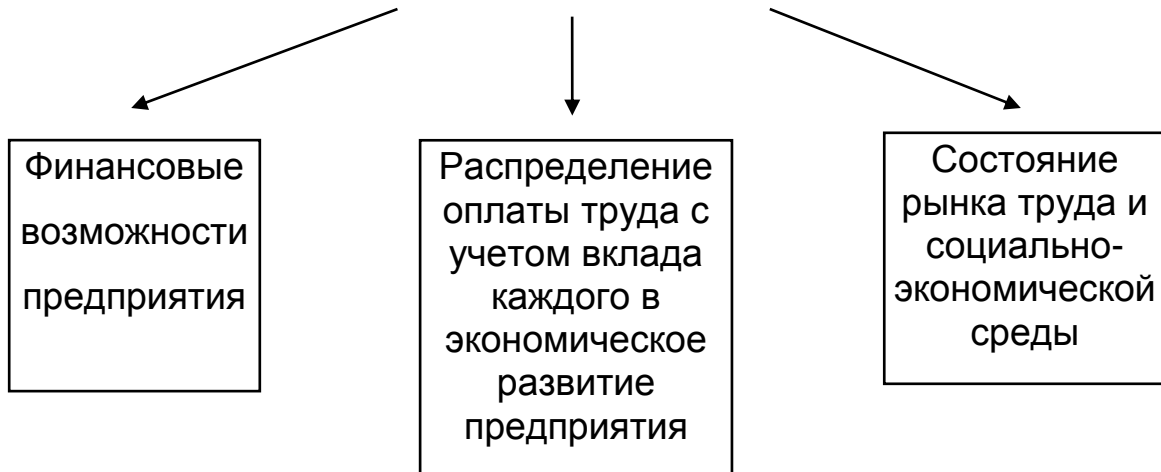 Финансовые
возможности
предприятия
Распределение
оплаты труда с
учетом вклада
каждого в
экономическое
развитие
предприятия
Состояние
рынка труда и
социально-
экономической
среды